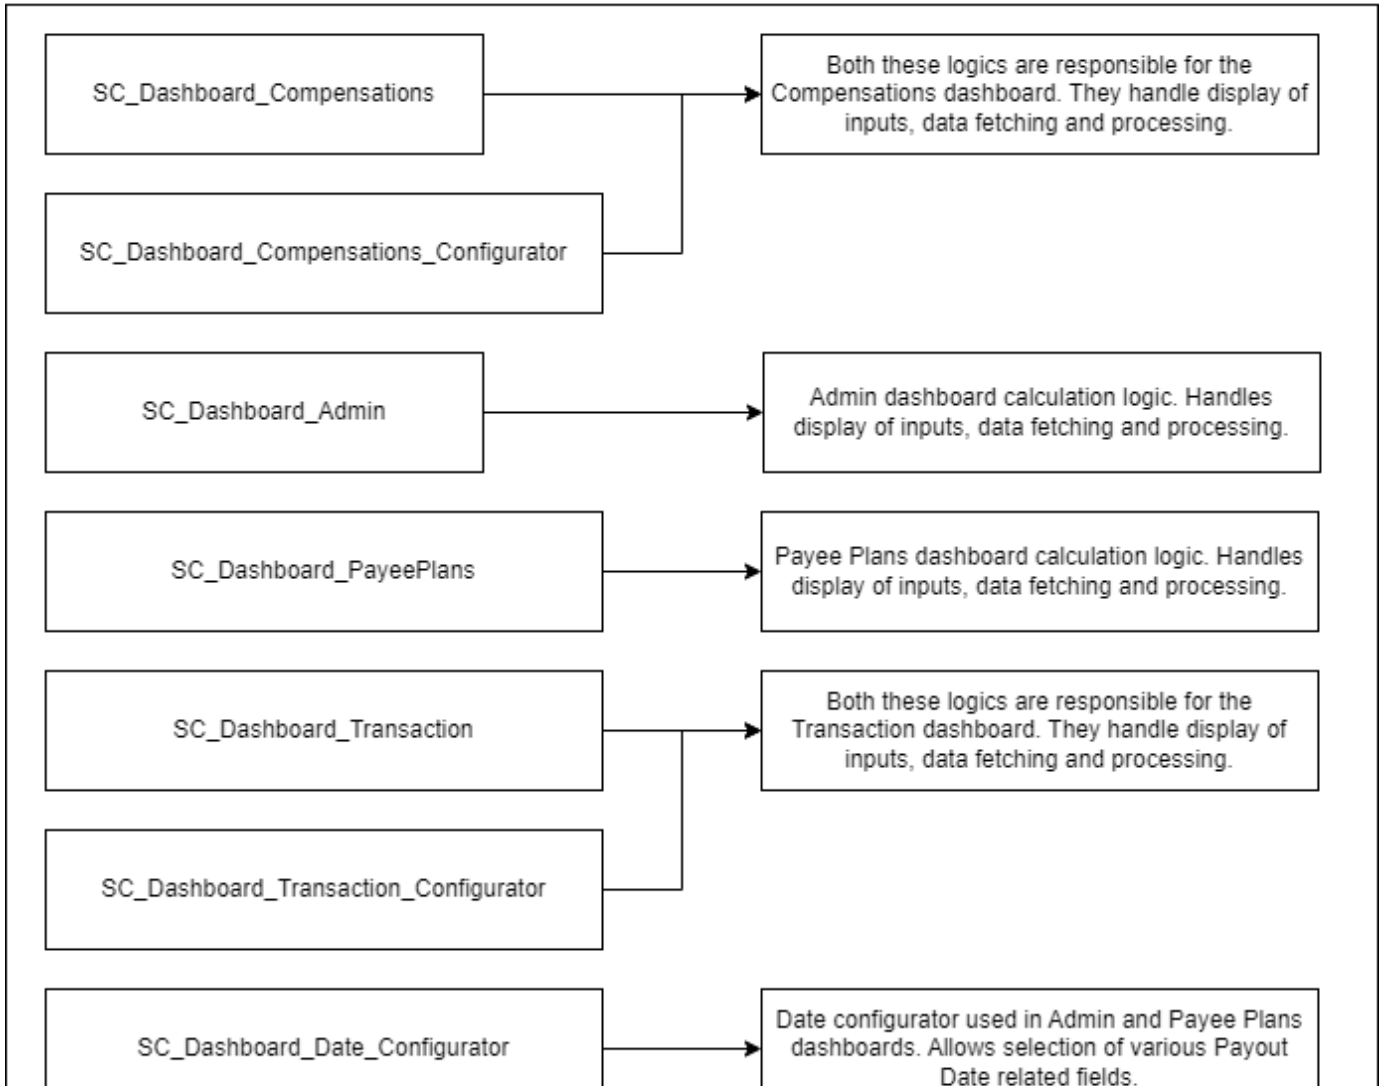 SC_Dashboard_Compensations
Both these logics are responsible for the
Compensations dashboard. They handle display of
inputs, data fetching and processing.
SC_Dashboard_Compensations_Configurator
SC_Dashboard_Admin
Admin dashboard calculation logic. Handles
display of inputs, data fetching and processing.
SC_Dashboard_PayeePlans
Payee Plans dashboard calculation logic. Handles
display of inputs, data fetching and processing.
SC_Dashboard_Transaction
Both these logics are responsible for the
Transaction dashboard. They handle display of
inputs, data fetching and processing.
SC_Dashboard_Transaction_Configurator
SC_Dashboard_Date_Configurator
Date configurator used in Admin and Payee Plans
dashboards. Allows selection of various Payout
Date related fields.